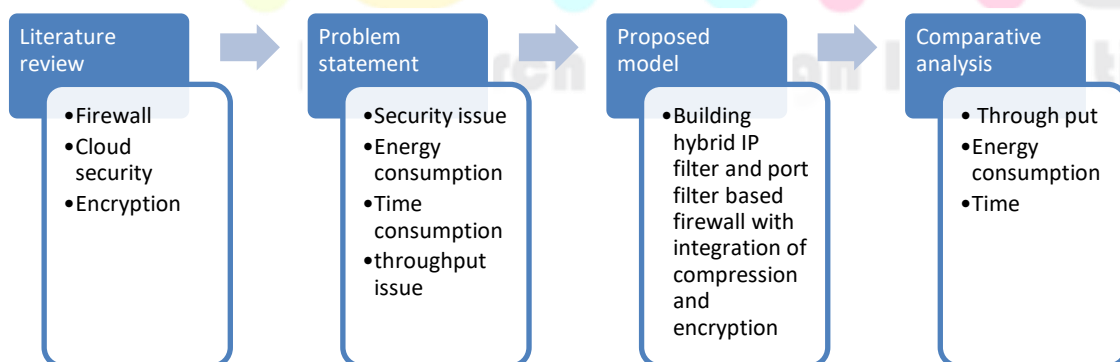 Literature
review
•Firewall
•Cloud
security
•Encryption
Problem
statement
•Security issue
•Energy
consumption
•Time
consumption
•throughput
issue
Proposed
model
•Building
hybrid IP
filter and port
filter based
firewall with
integration of
compression
and
encryption
Comparative
analysis
• Through put
•Energy
consumption
•Time